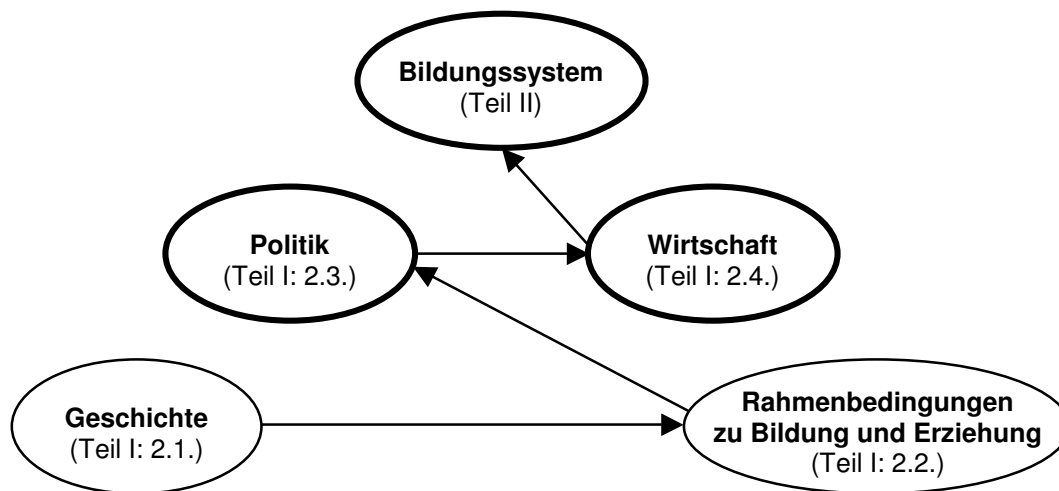 Bildungssystem
(Teil II)
Politik
(Teil I: 2.3.)
Wirtschaft
(Teil I: 2.4.)
Geschichte
(Teil I: 2.1.)
Rahmenbedingungen
zu Bildung und Erziehung
(Teil I: 2.2.)